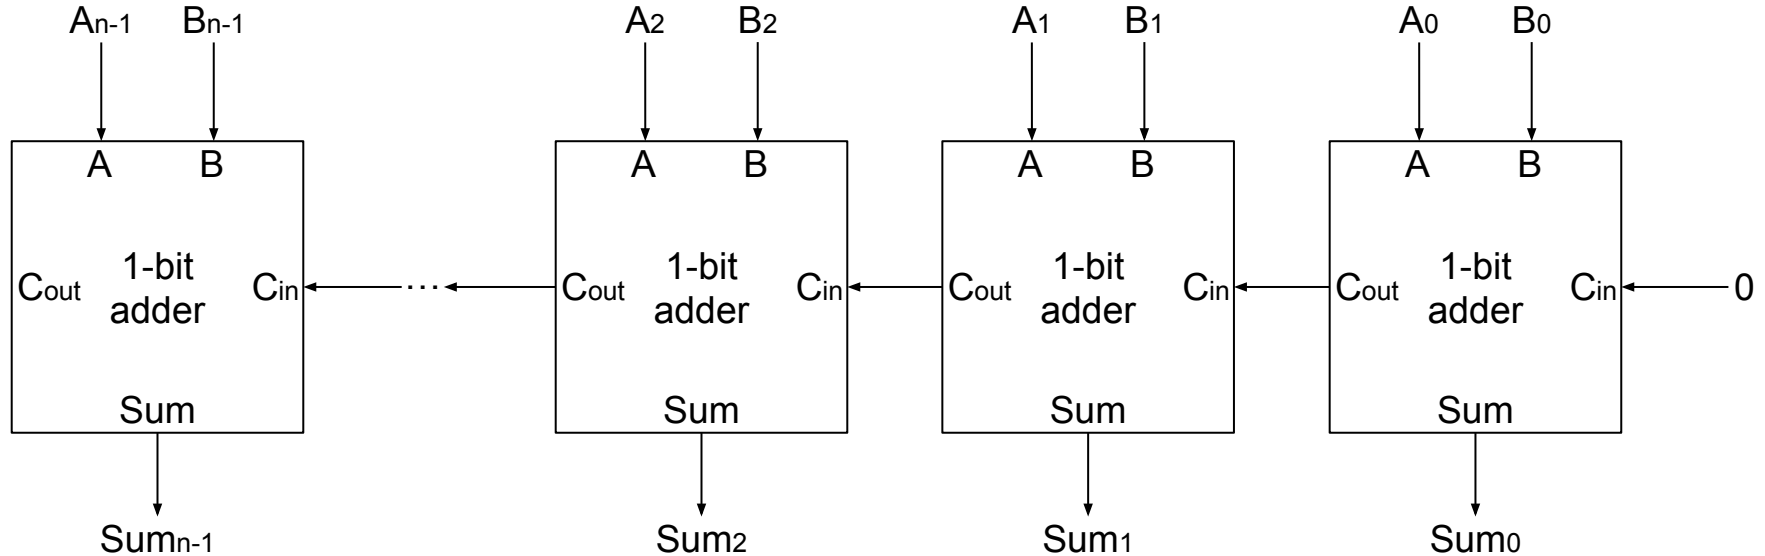 An-1 Bn-1 A2 B2 A1 B1 A0 B0
A B A B A B A B
Cout 1-bit adder Cin ... Cout 1-bit adder Cin Cout 1-bit adder Cin Cout 1-bit adder Cin 0
Sum Sum Sum Sum
Sumn-1 Sum2 Sum1 Sum0